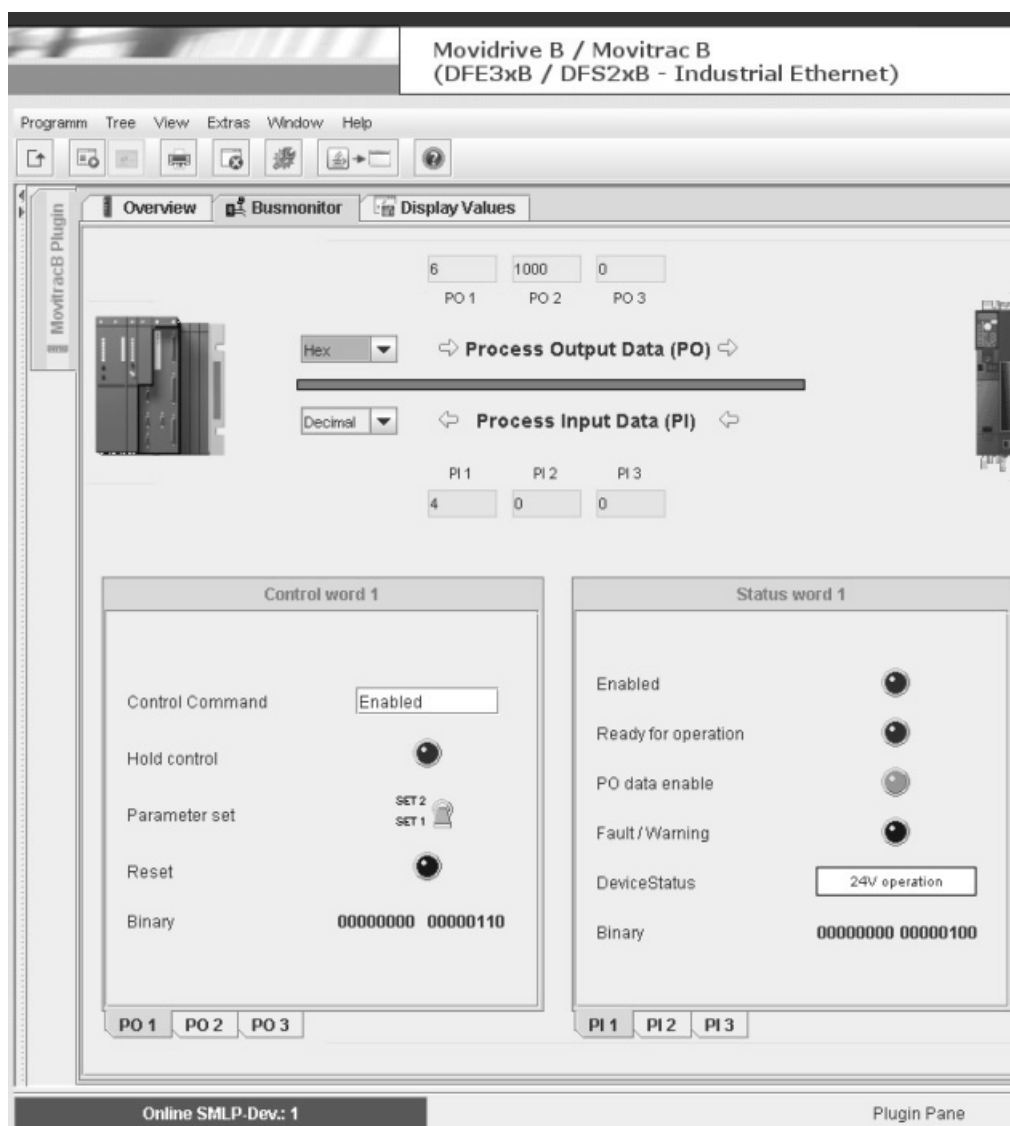 Movidrive B / Movitrac B
(DFE3xB / DFS2xB - Industrial Ethernet)
Programm Tree View Extras Window Help
MovitracB Plugin
Overview Busmonitor Display Values
6 1000 0
PO 1 PO 2 PO 3
Hex Process Output Data (PO)
Decimal Process Input Data (PI)
PI 1 PI 2 PI 3
4 0 0
Control word 1
Control Command Enabled
Hold control
Parameter set SET 2
SET 1
Reset
Binary 00000000 00000110
PO 1 PO 2 PO 3
Status word 1
Enabled
Ready for operation
PO data enable
Fault / Warning
DeviceStatus 24V operation
Binary 00000000 00000100
PI 1 PI 2 PI 3
Online SMLP-Dev.: 1 Plugin Pane